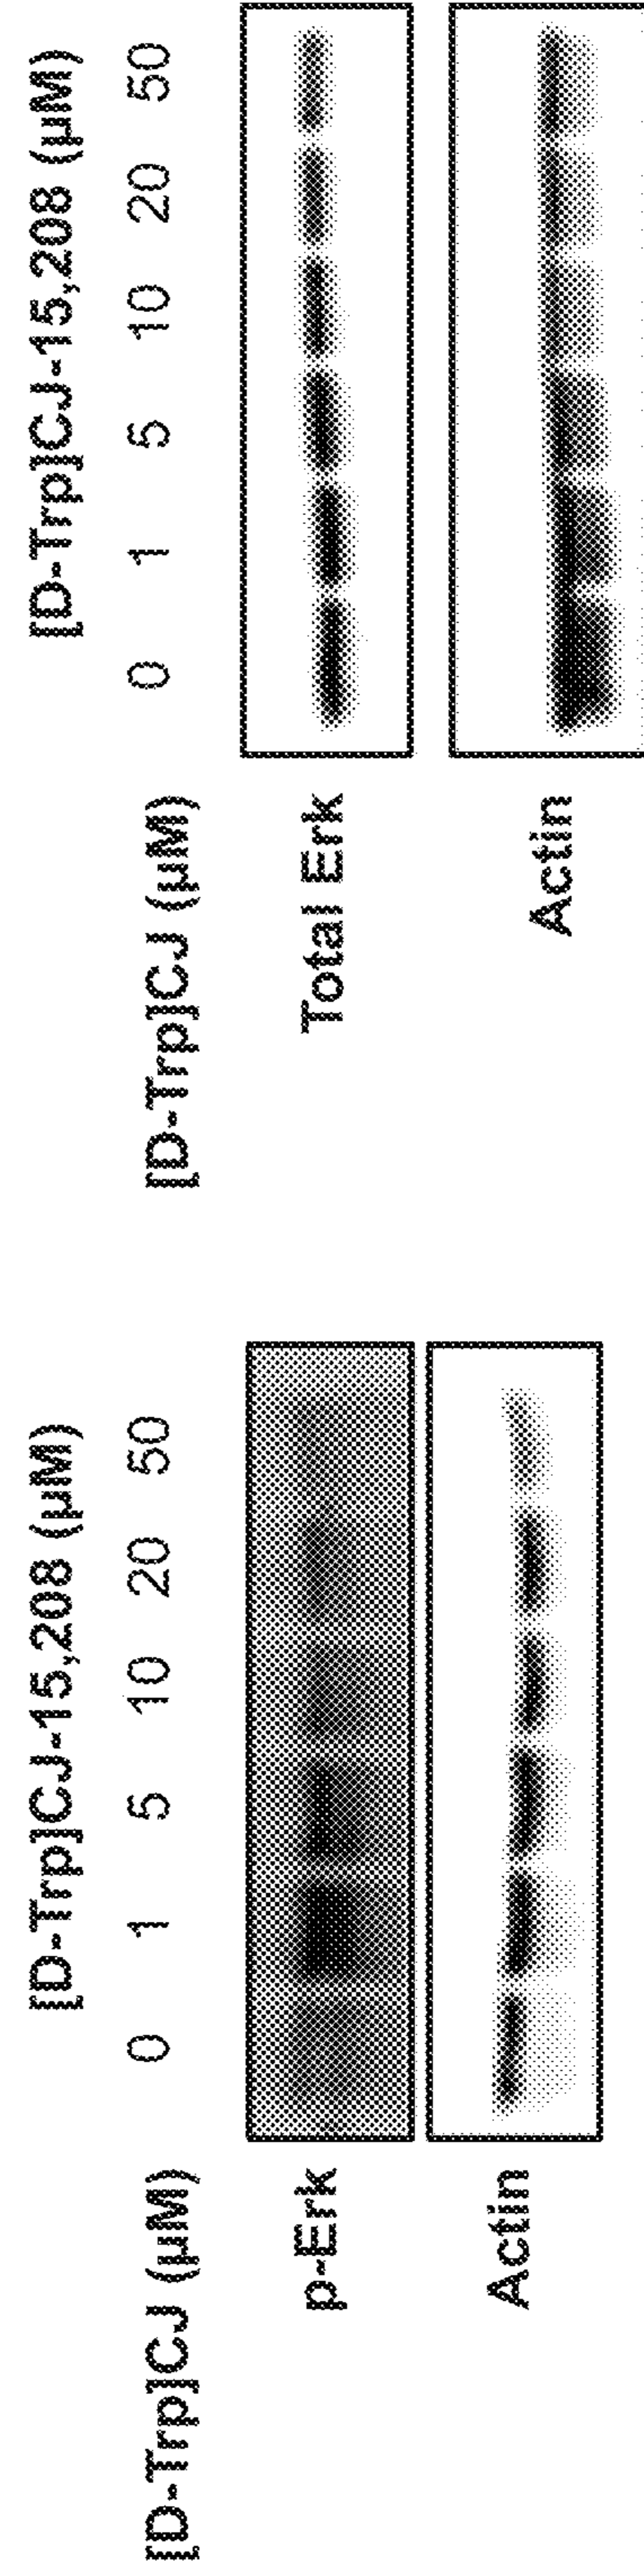 [D-Trp]CJ-15,208 (µM)
[D-Trp]CJ (µM) 0 1 5 10 20 50
p-Erk
Actin
[D-Trp]CJ-15,208 (µM)
[D-Trp]CJ (µM) 0 1 5 10 20 50
Total Erk
Actin